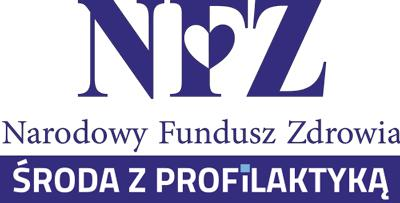 NFZ
Narodowy Fundusz Zdrowia
ŚRODA Z PROFiLAKTYKĄ